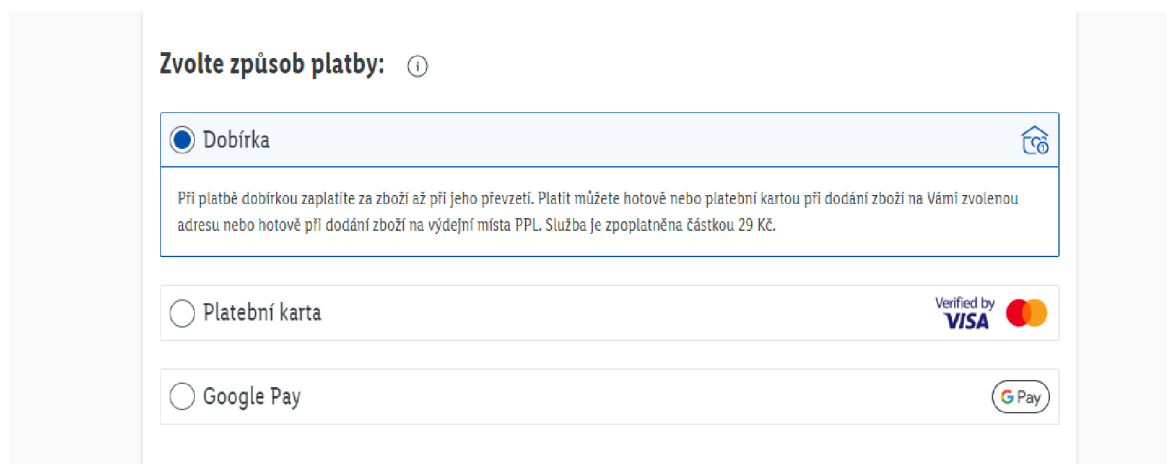 Zvolte způsob platby:
Dobírka
Při platbě dobírkou zaplatíte za zboží až při jeho převzetí. Platit můžete hotově nebo platební kartou při dodání zboží na Vámi zvolenou
adresu nebo hotově při dodání zboží na výdejní místa PPL. Služba je zpoplatněna částkou 29 Kč.
Platební karta
Verified by
VISA
Google Pay
G Pay